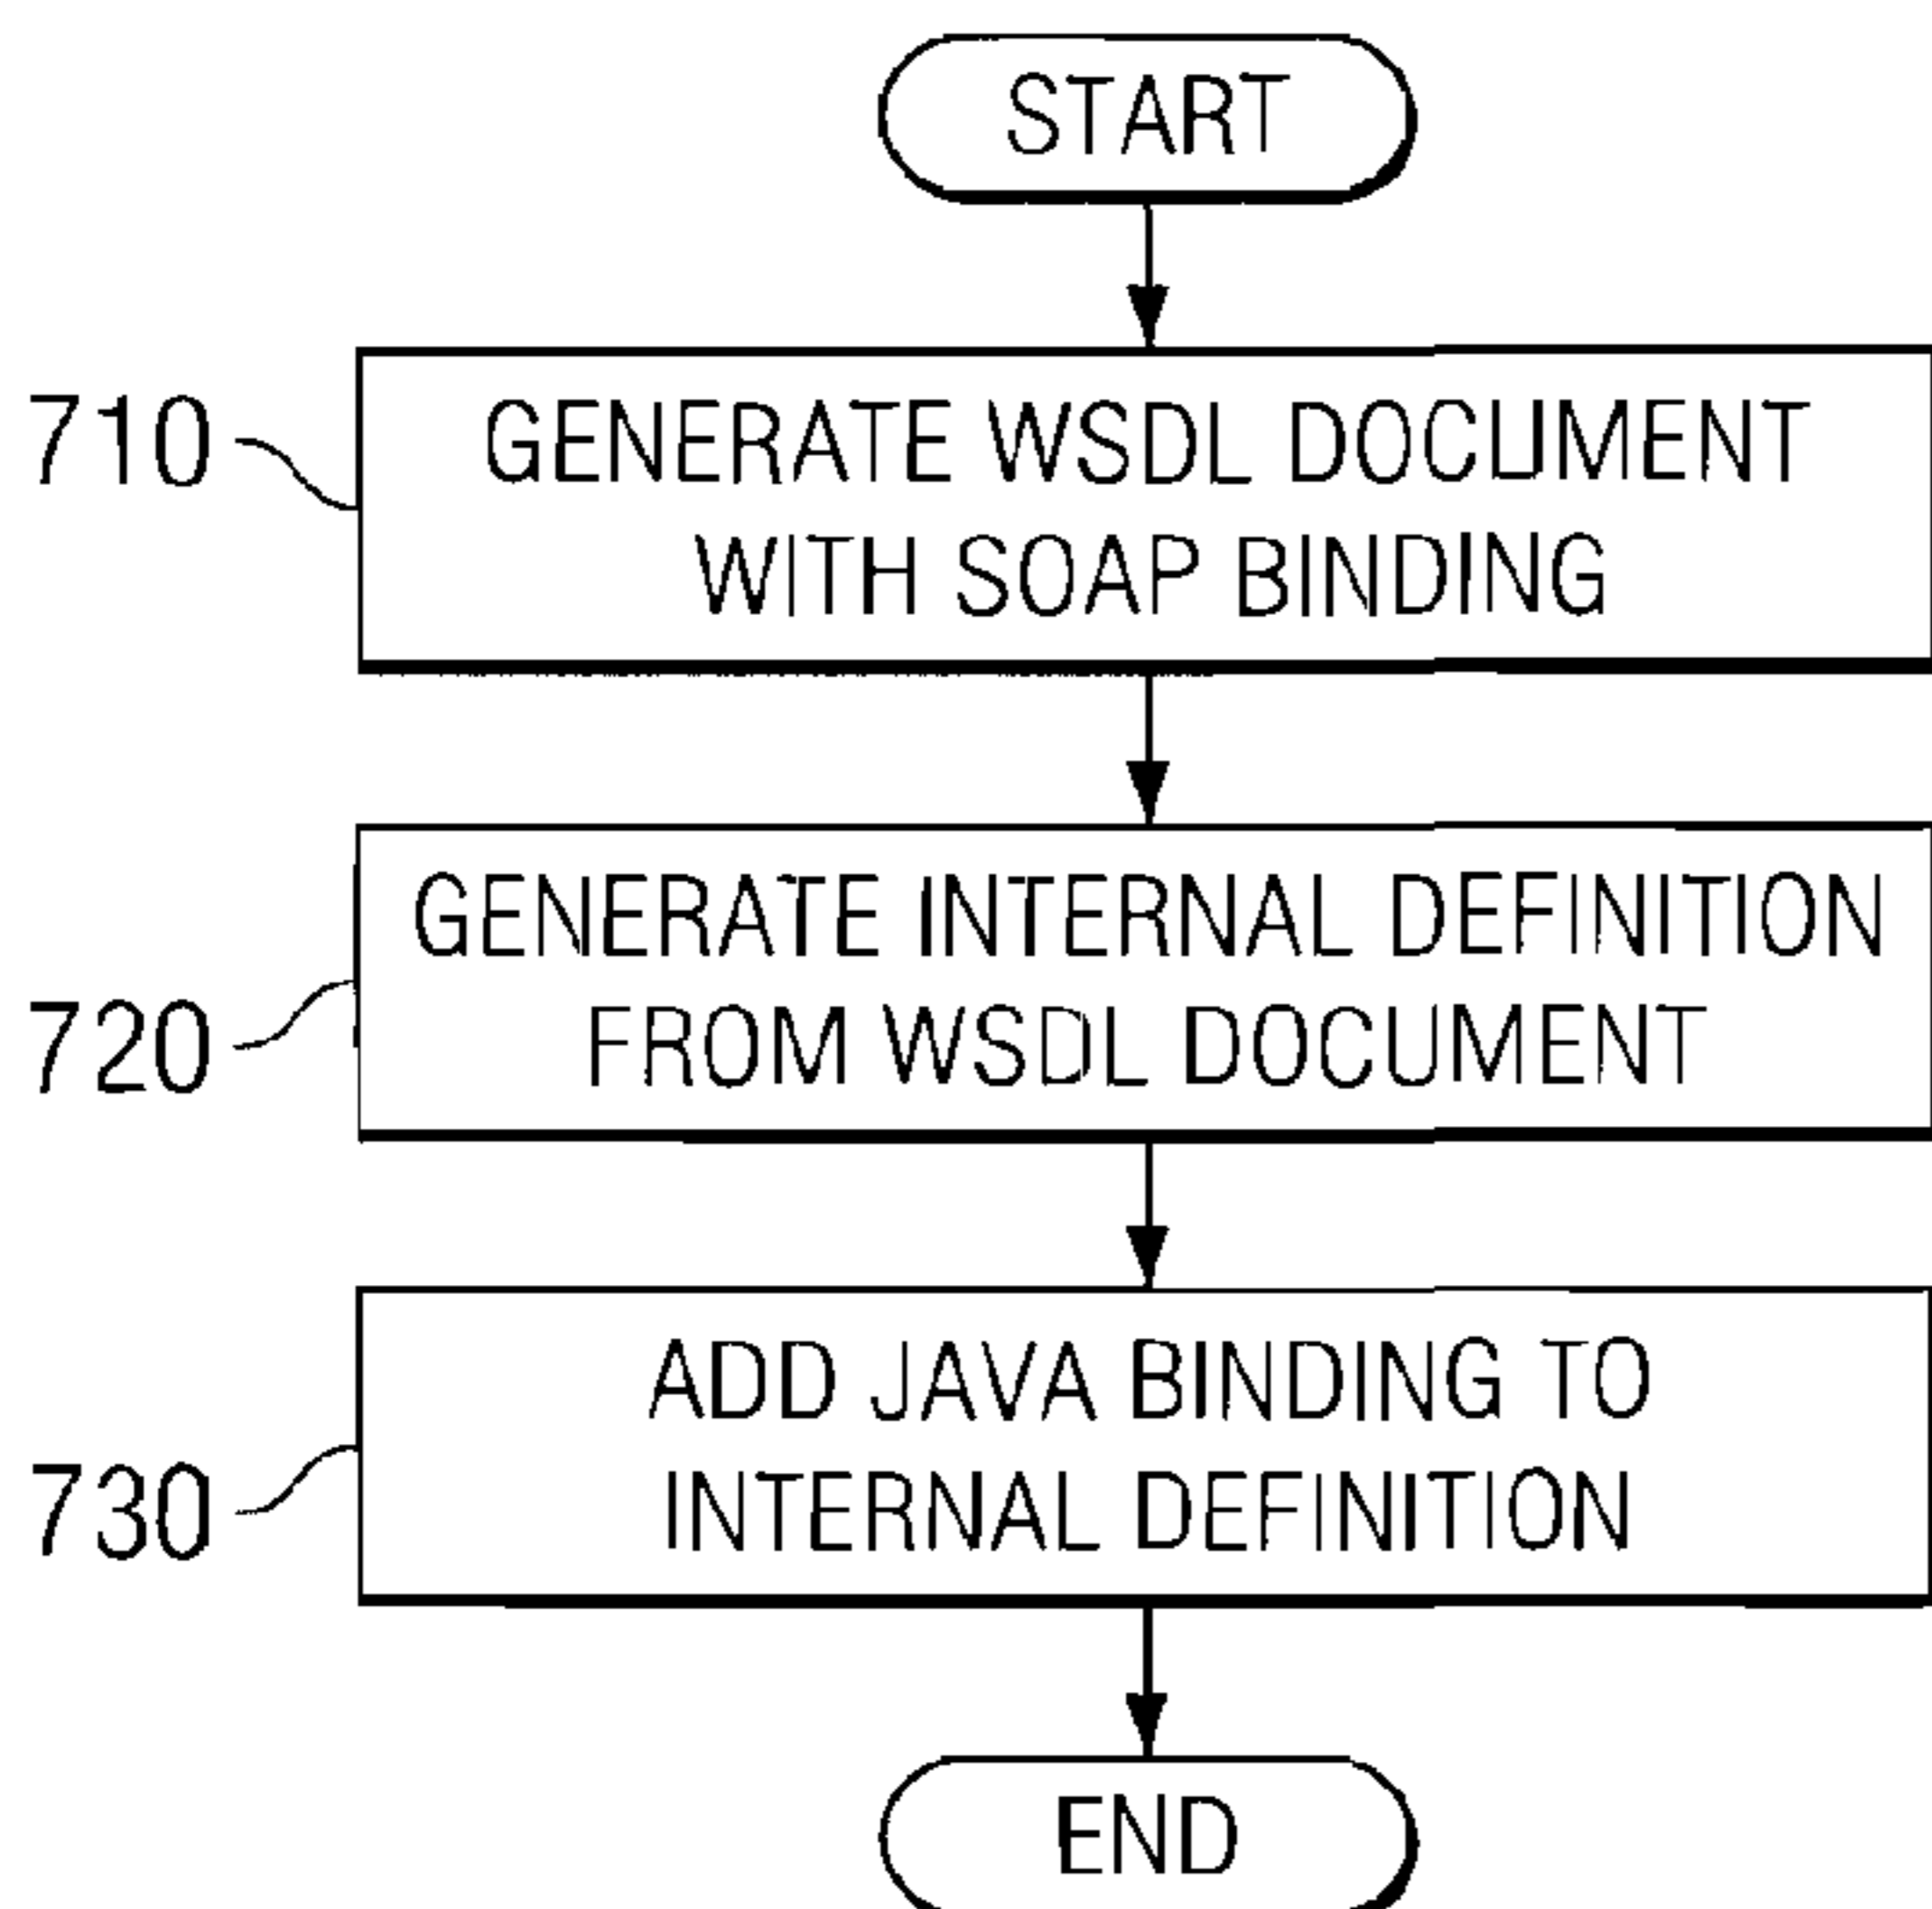 START
710
GENERATE WSDL DOCUMENT
WITH SOAP BINDING
720
GENERATE INTERNAL DEFINITION
FROM WSDL DOCUMENT
730
ADD JAVA BINDING TO
INTERNAL DEFINITION
END